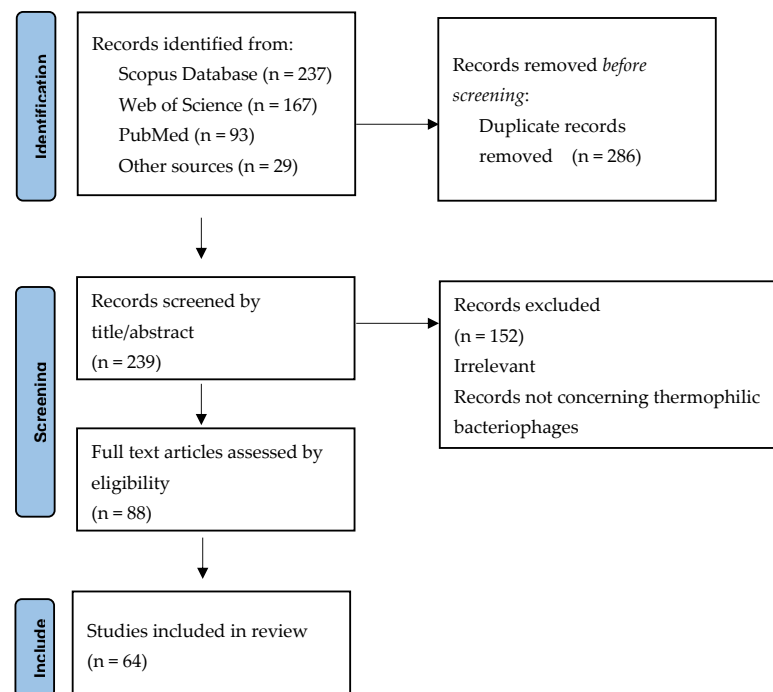 Identification
Records identified from:
Scopus Database (n = 237)
Web of Science (n = 167)
PubMed (n = 93)
Other sources (n = 29)
Records removed before
screening:
Duplicate records
removed (n = 286)
Screening
Records screened by
title/abstract
(n = 239)
Records excluded
(n = 152)
Irrelevant
Records not concerning thermophilic
bacteriophages
Full text articles assessed by
eligibility
(n = 88)
Include
Studies included in review
(n = 64)